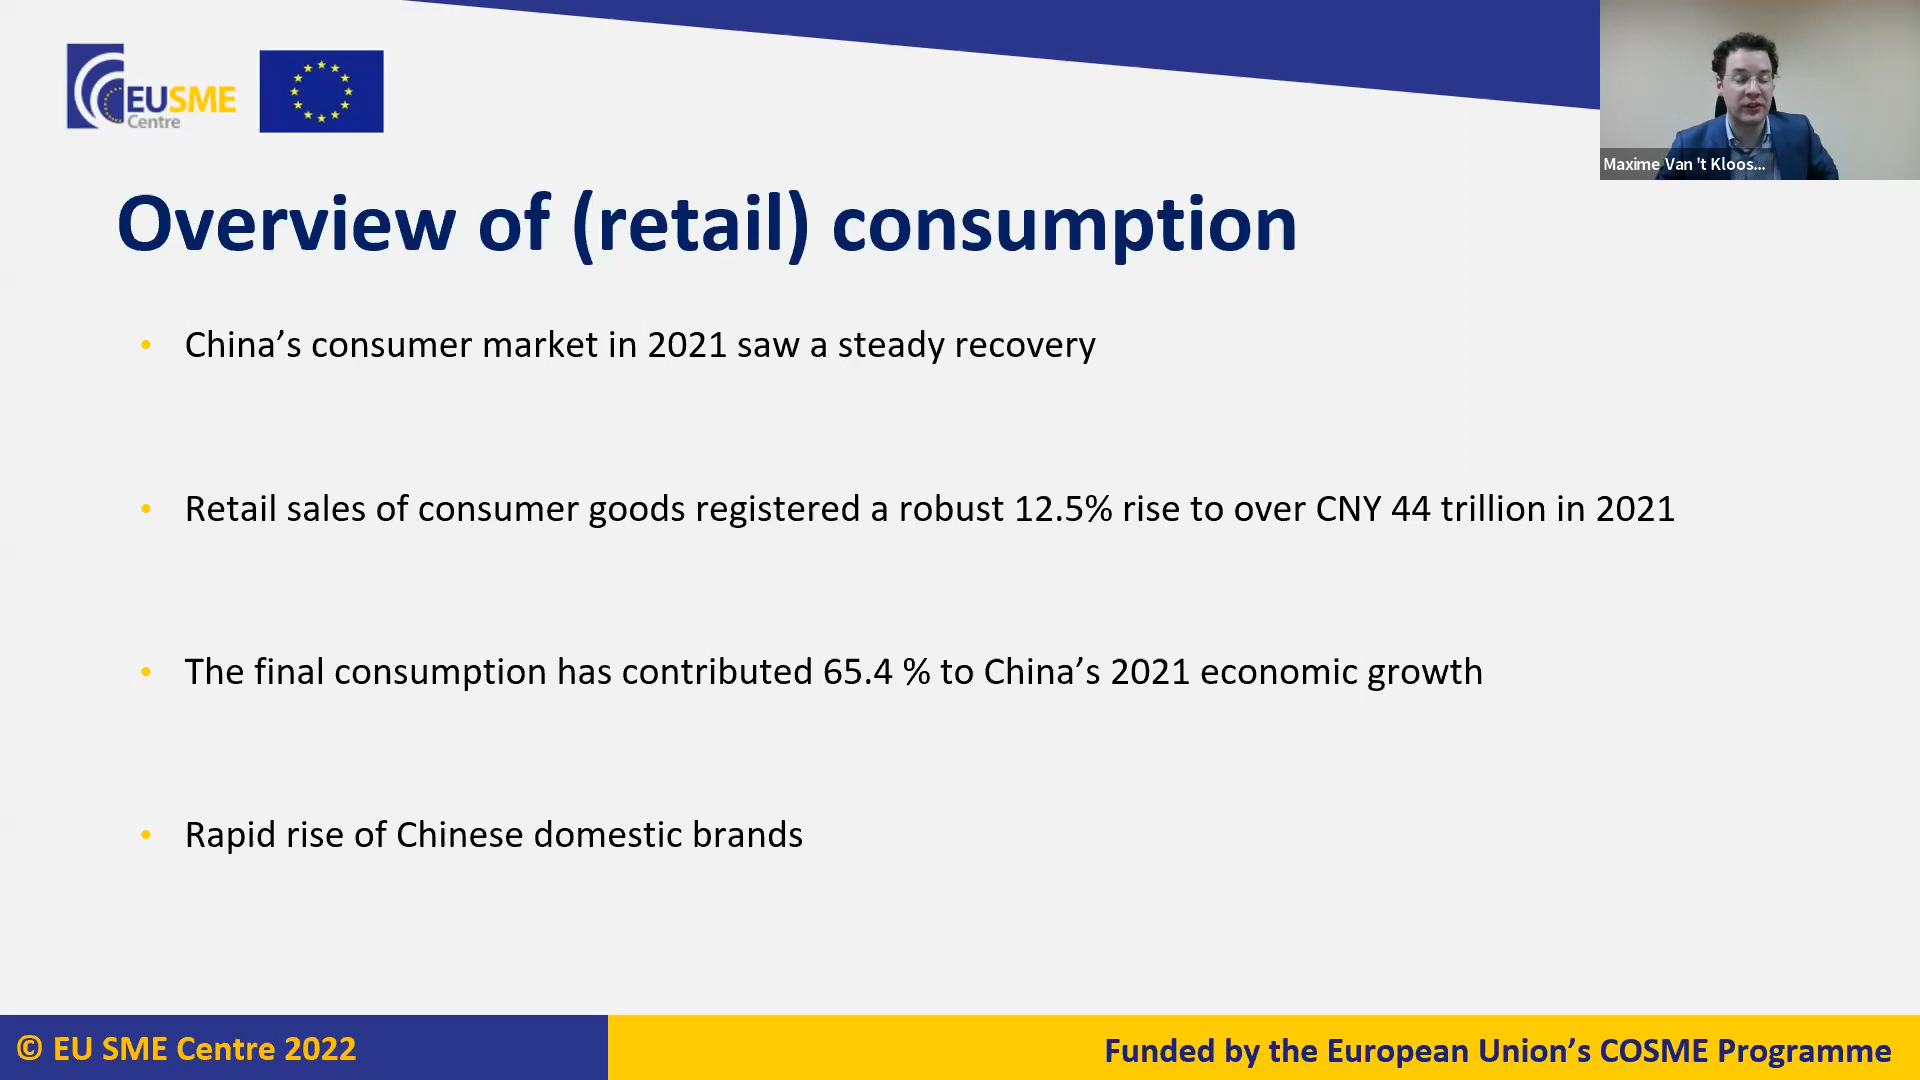 EUSME
Centre
Maxime Van 't Kloos...
Overview of (retail) consumption
• China’s consumer market in 2021 saw a steady recovery
• Retail sales of consumer goods registered a robust 12.5% rise to over CNY 44 trillion in 2021
• The final consumption has contributed 65.4 % to China’s 2021 economic growth
• Rapid rise of Chinese domestic brands
© EU SME Centre 2022
Funded by the European Union’s COSME Programme